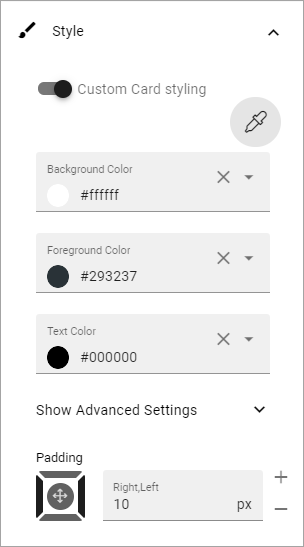 Style
Custom Card styling
Background Color
#ffffff
Foreground Color
#293237
Text Color
#000000
Show Advanced Settings
Padding
Right,Left
10 px